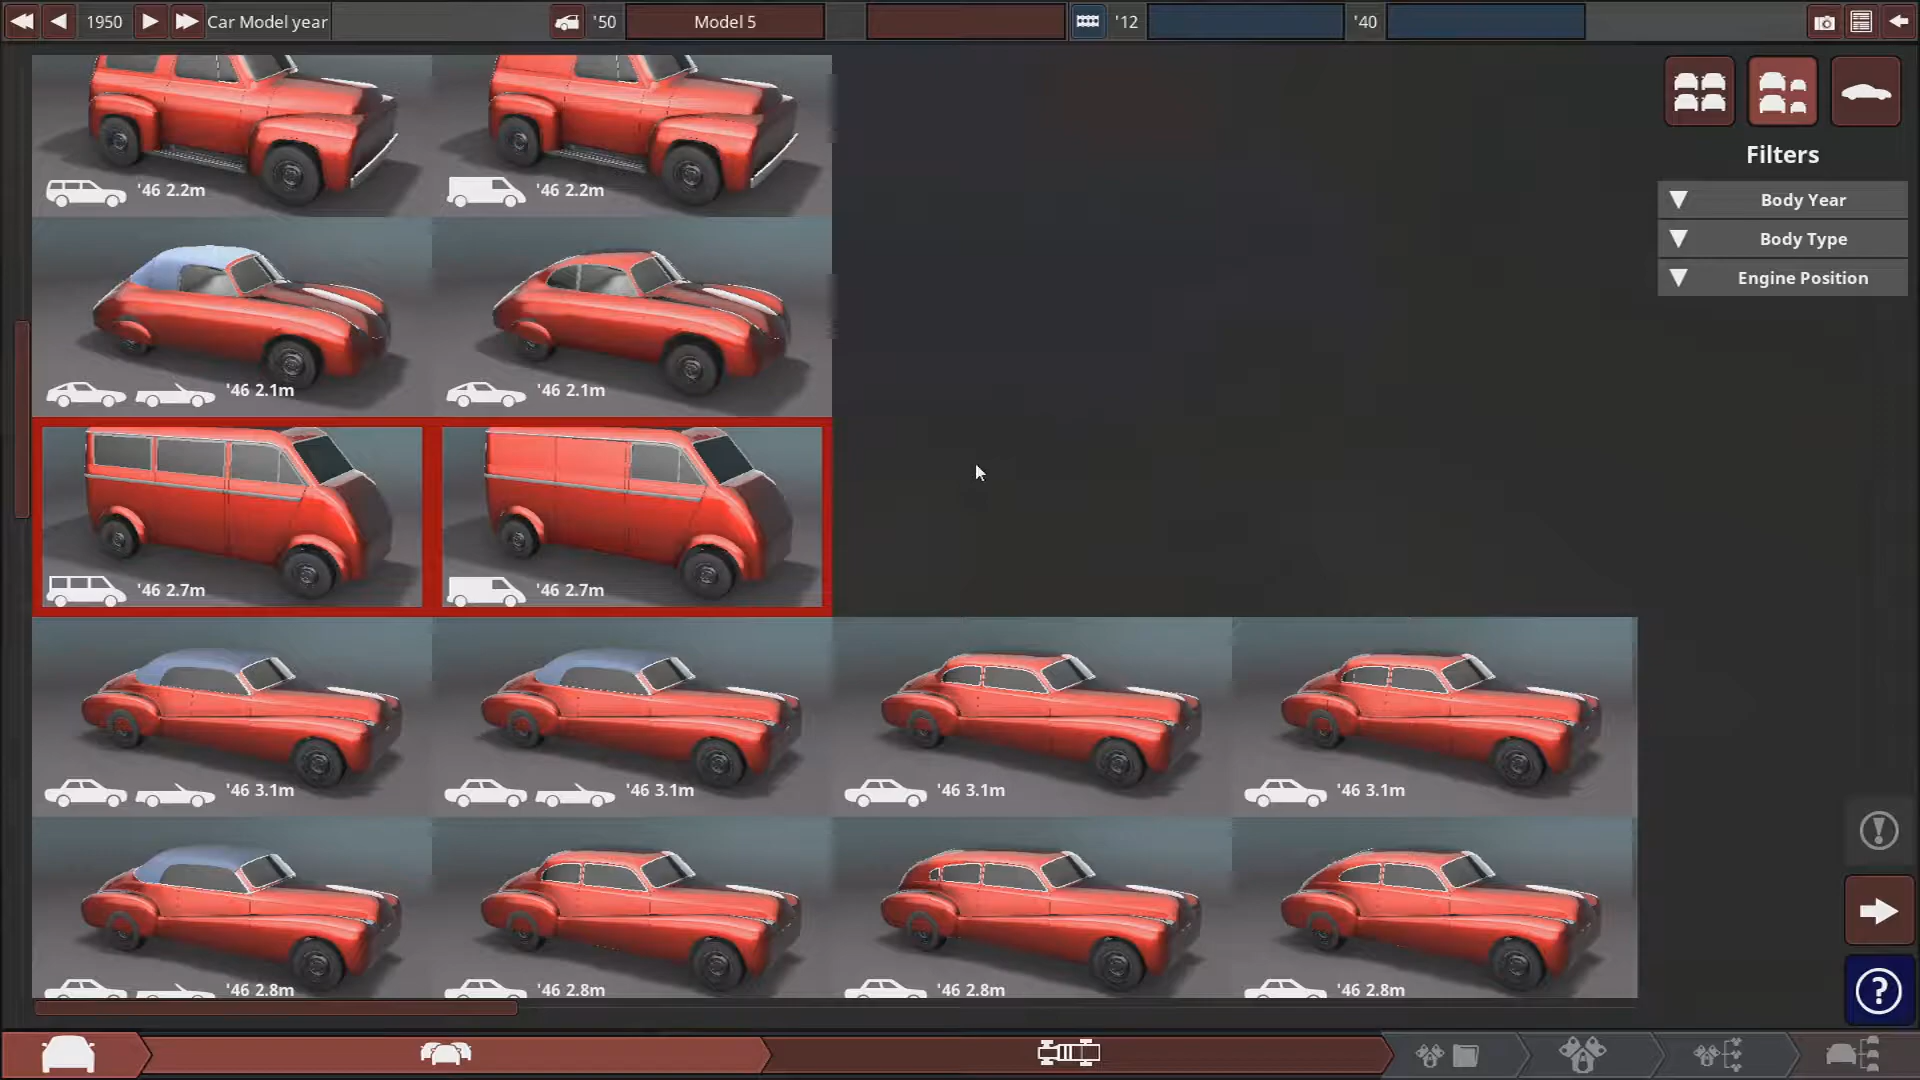 1950
Car Model year
'50
Model 5
'12
'40
Filters
Body Year
Body Type
Engine Position
'46 2.2m
'46 2.2m
'46 2.1m
'46 2.1m
'46 2.7m
'46 2.7m
'46 3.1m
'46 3.1m
'46 3.1m
'46 3.1m
'46 2.8m
'46 2.8m
'46 2.8m
'46 2.8m
?